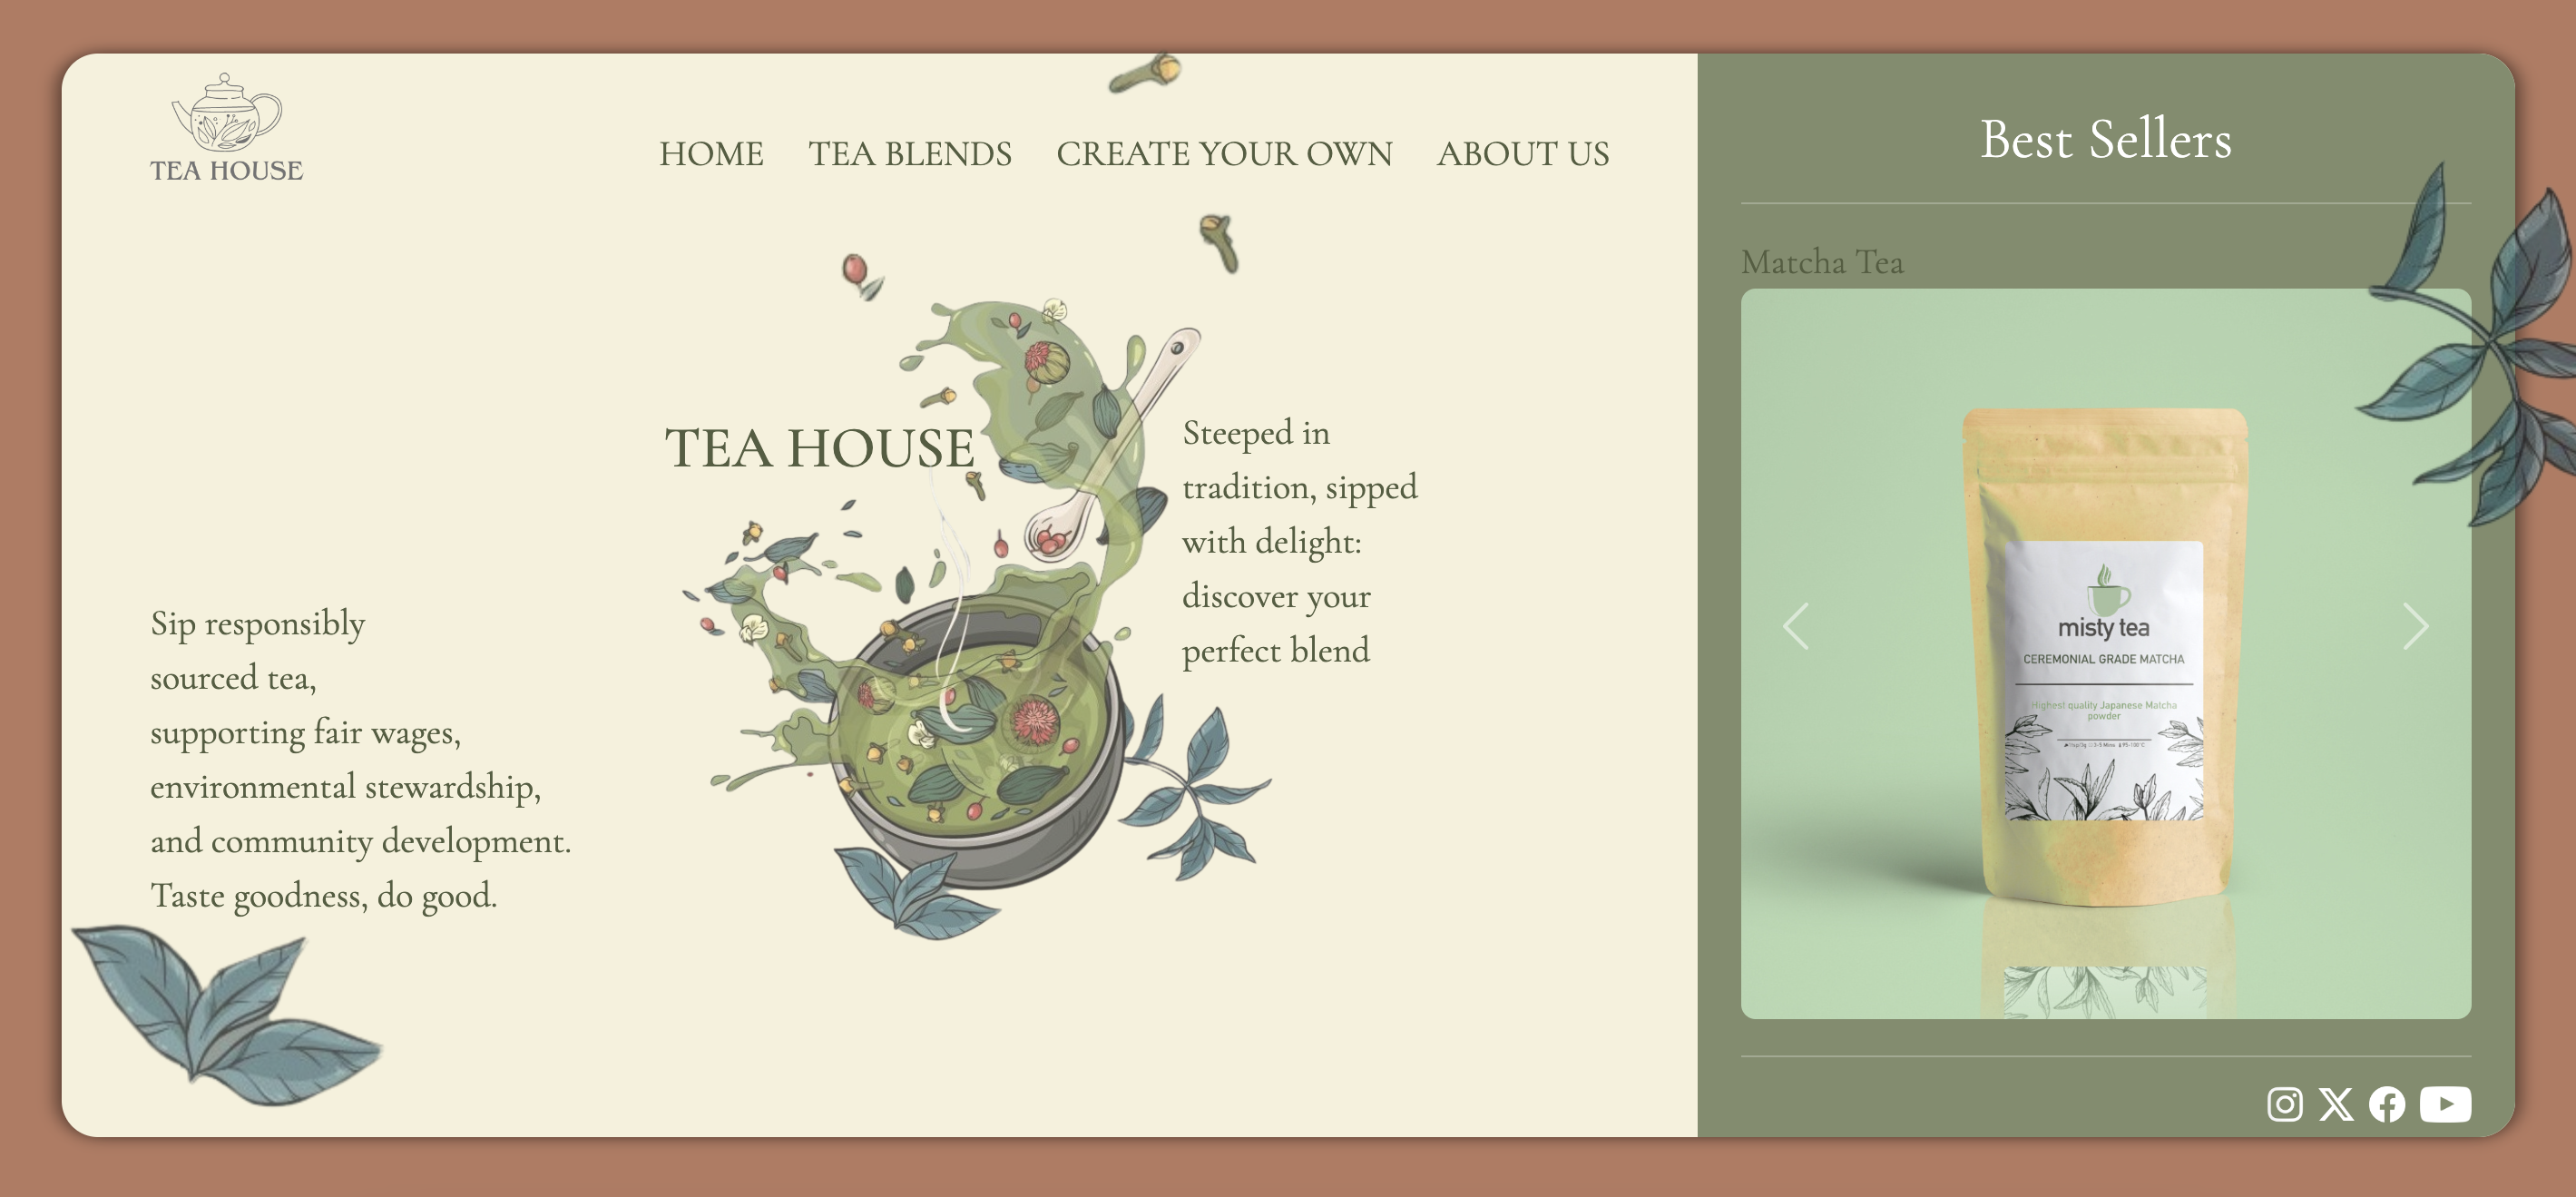 TEA HOUSE
HOME TEA BLENDS CREATE YOUR OWN ABOUT US
TEA HOUSE
Steeped in
tradition, sipped
with delight:
discover your
perfect blend
Sip responsibly
sourced tea,
supporting fair wages,
environmental stewardship,
and community development.
Taste goodness, do good.
Best Sellers
Matcha Tea
misty tea
CEREMONIAL GRADE MATCHA
Highest quality Japanese Matcha
powder